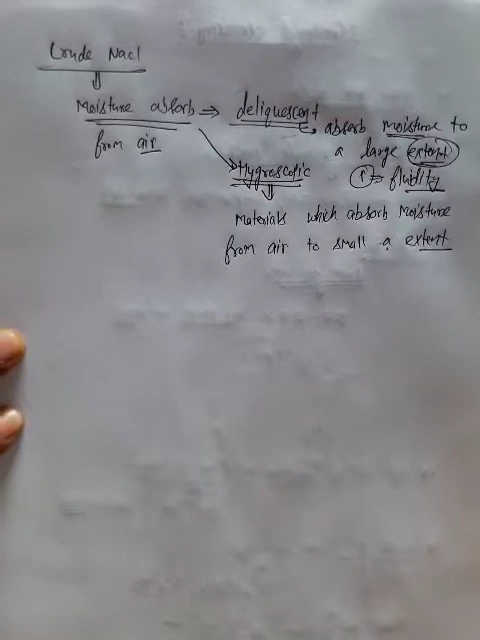 Crude Nacl
⇓
Moisture absorb ⇒ deliquescent
from air
↳ absorb moisture to
a large extent
⇒ fluidity
Hygroscopic
⇓
Materials which absorb Moisture
from air to small a extent